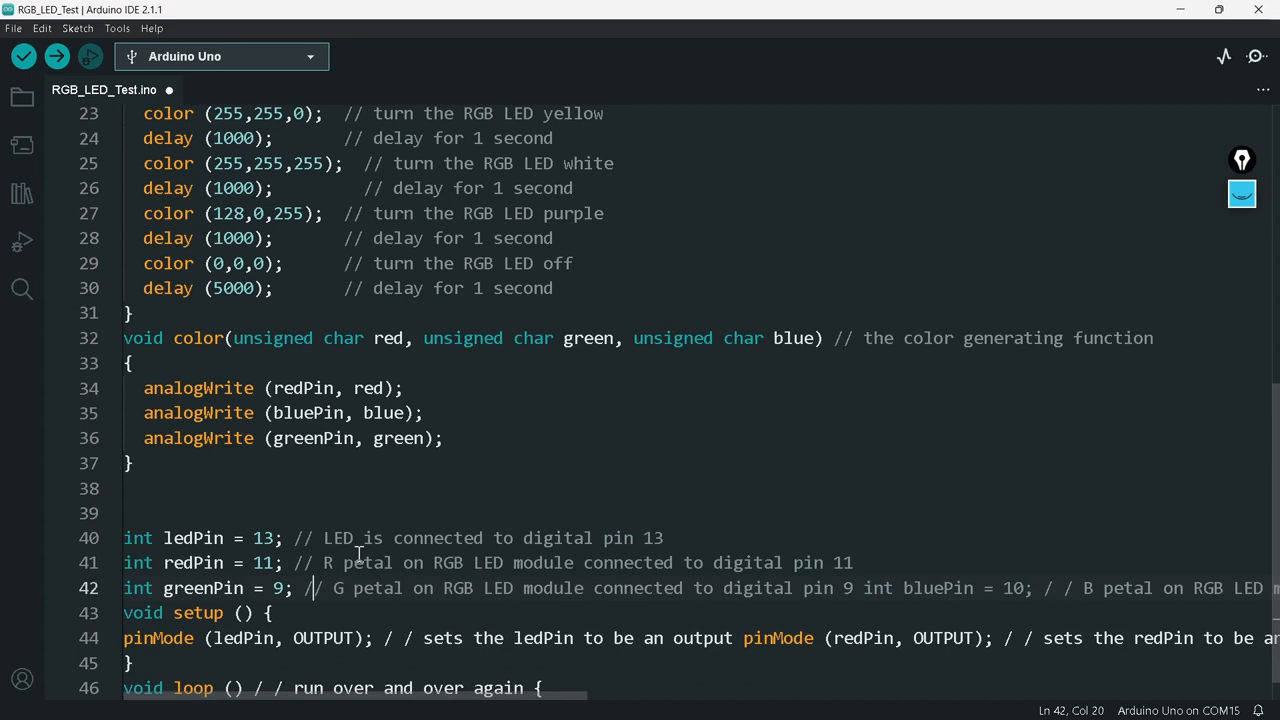 RGB_LED_Test | Arduino IDE 2.1.1
File Edit Sketch Tools Help
Arduino Uno
RGB_LED_Test.ino
23 color (255,255,0); // turn the RGB LED yellow
24 delay (1000); // delay for 1 second
25 color (255,255,255); // turn the RGB LED white
26 delay (1000); // delay for 1 second
27 color (128,0,255); // turn the RGB LED purple
28 delay (1000); // delay for 1 second
29 color (0,0,0); // turn the RGB LED off
30 delay (5000); // delay for 1 second
31 }
32 void color(unsigned char red, unsigned char green, unsigned char blue) // the color generating function
33 {
34 analogWrite (redPin, red);
35 analogWrite (bluePin, blue);
36 analogWrite (greenPin, green);
37 }
38
39
40 int ledPin = 13; // LED is connected to digital pin 13
41 int redPin = 11; // R petal on RGB LED module connected to digital pin 11
42 int greenPin = 9; // G petal on RGB LED module connected to digital pin 9 int bluePin = 10; / / B petal on RGB LED
43 void setup () {
44 pinMode (ledPin, OUTPUT); / / sets the ledPin to be an output pinMode (redPin, OUTPUT); / / sets the redPin to be
45 }
46 void loop () / / run over and over again {
Ln 42, Col 20 Arduino Uno on COM15